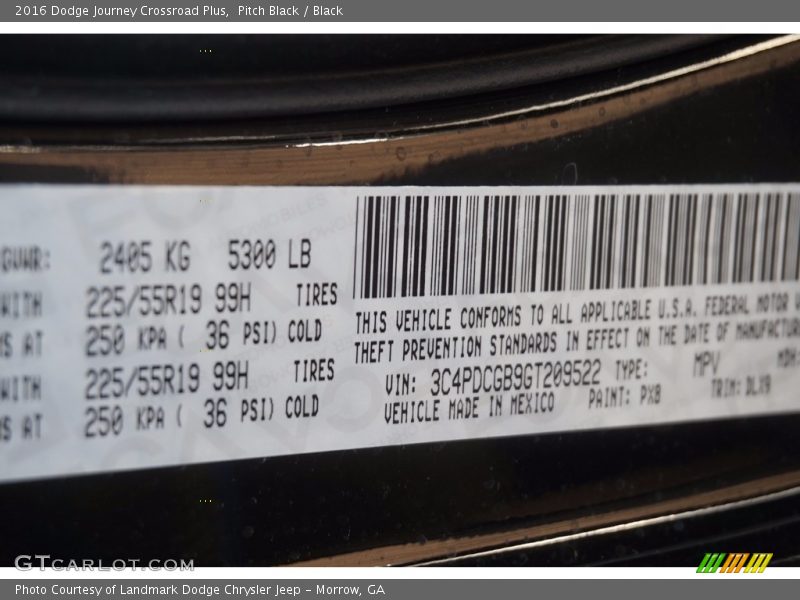 2016 Dodge Journey Crossroad Plus, Pitch Black / Black
GVWR: 2405 KG 5300 LB
WITH 225/55R19 99H TIRES
AT 250 KPA ( 36 PSI) COLD
WITH 225/55R19 99H TIRES
AT 250 KPA ( 36 PSI) COLD
THIS VEHICLE CONFORMS TO ALL APPLICABLE U.S.A. FEDERAL MOTOR
THEFT PREVENTION STANDARDS IN EFFECT ON THE DATE OF MANUFACTUR
VIN: 3C4PDCGB9GT209522 TYPE: MPV MDH:
VEHICLE MADE IN MEXICO PAINT: PX8 TRIM: DLX9
GTCARLOT.COM
Photo Courtesy of Landmark Dodge Chrysler Jeep – Morrow, GA